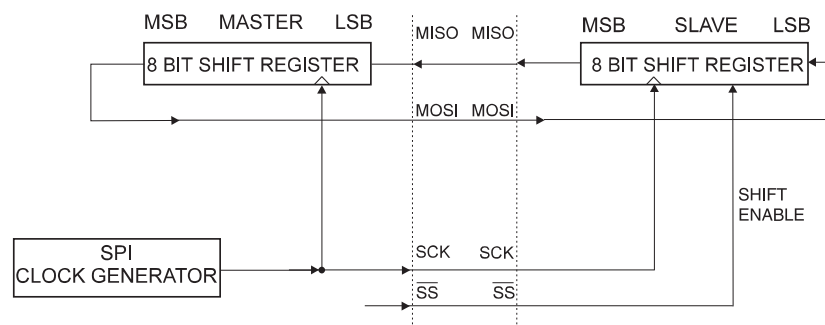 MSB MASTER LSB
MISO MISO
MSB SLAVE LSB
8 BIT SHIFT REGISTER
8 BIT SHIFT REGISTER
MOSI MOSI
SHIFT
ENABLE
SPI
CLOCK GENERATOR
SCK SCK
SS SS